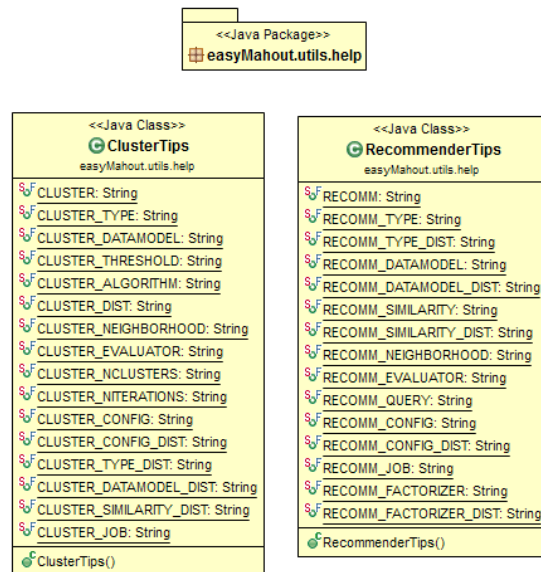 <<Java Package>>
easyMahout.utils.help
<<Java Class>>
ClusterTips
easyMahout.utils.help
CLUSTER: String
CLUSTER_TYPE: String
CLUSTER_DATAMODEL: String
CLUSTER_THRESHOLD: String
CLUSTER_ALGORITHM: String
CLUSTER_DIST: String
CLUSTER_NEIGHBORHOOD: String
CLUSTER_EVALUATOR: String
CLUSTER_NCLUSTERS: String
CLUSTER_NITERATIONS: String
CLUSTER_CONFIG: String
CLUSTER_CONFIG_DIST: String
CLUSTER_TYPE_DIST: String
CLUSTER_DATAMODEL_DIST: String
CLUSTER_SIMILARITY_DIST: String
CLUSTER_JOB: String
ClusterTips()
<<Java Class>>
RecommenderTips
easyMahout.utils.help
RECOMM: String
RECOMM_TYPE: String
RECOMM_TYPE_DIST: String
RECOMM_DATAMODEL: String
RECOMM_DATAMODEL_DIST: String
RECOMM_SIMILARITY: String
RECOMM_SIMILARITY_DIST: String
RECOMM_NEIGHBORHOOD: String
RECOMM_EVALUATOR: String
RECOMM_QUERY: String
RECOMM_CONFIG: String
RECOMM_CONFIG_DIST: String
RECOMM_JOB: String
RECOMM_FACTORIZER: String
RECOMM_FACTORIZER_DIST: String
RecommenderTips()